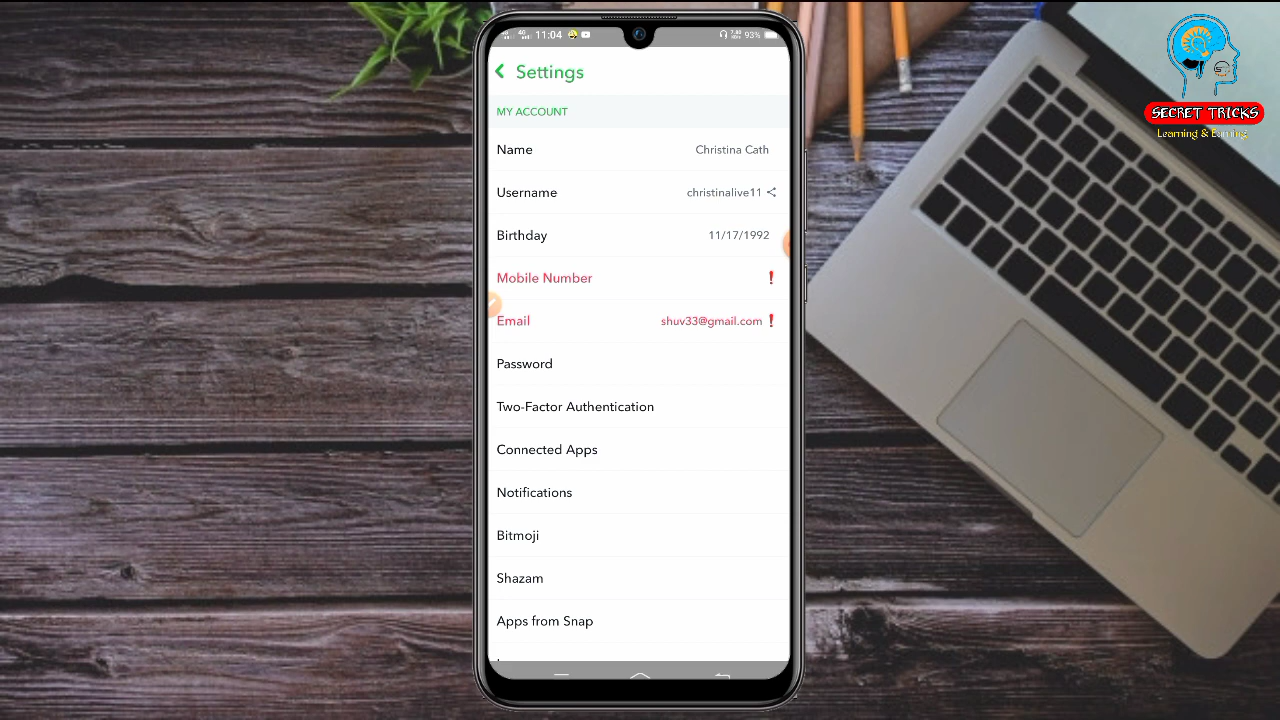 11:04
93%
Settings
MY ACCOUNT
Name Christina Cath
Username christinalive11
Birthday 11/17/1992
Mobile Number
Email shuv33@gmail.com
Password
Two-Factor Authentication
Connected Apps
Notifications
Bitmoji
Shazam
Apps from Snap
SECRET TRICKS
Learning & Earning